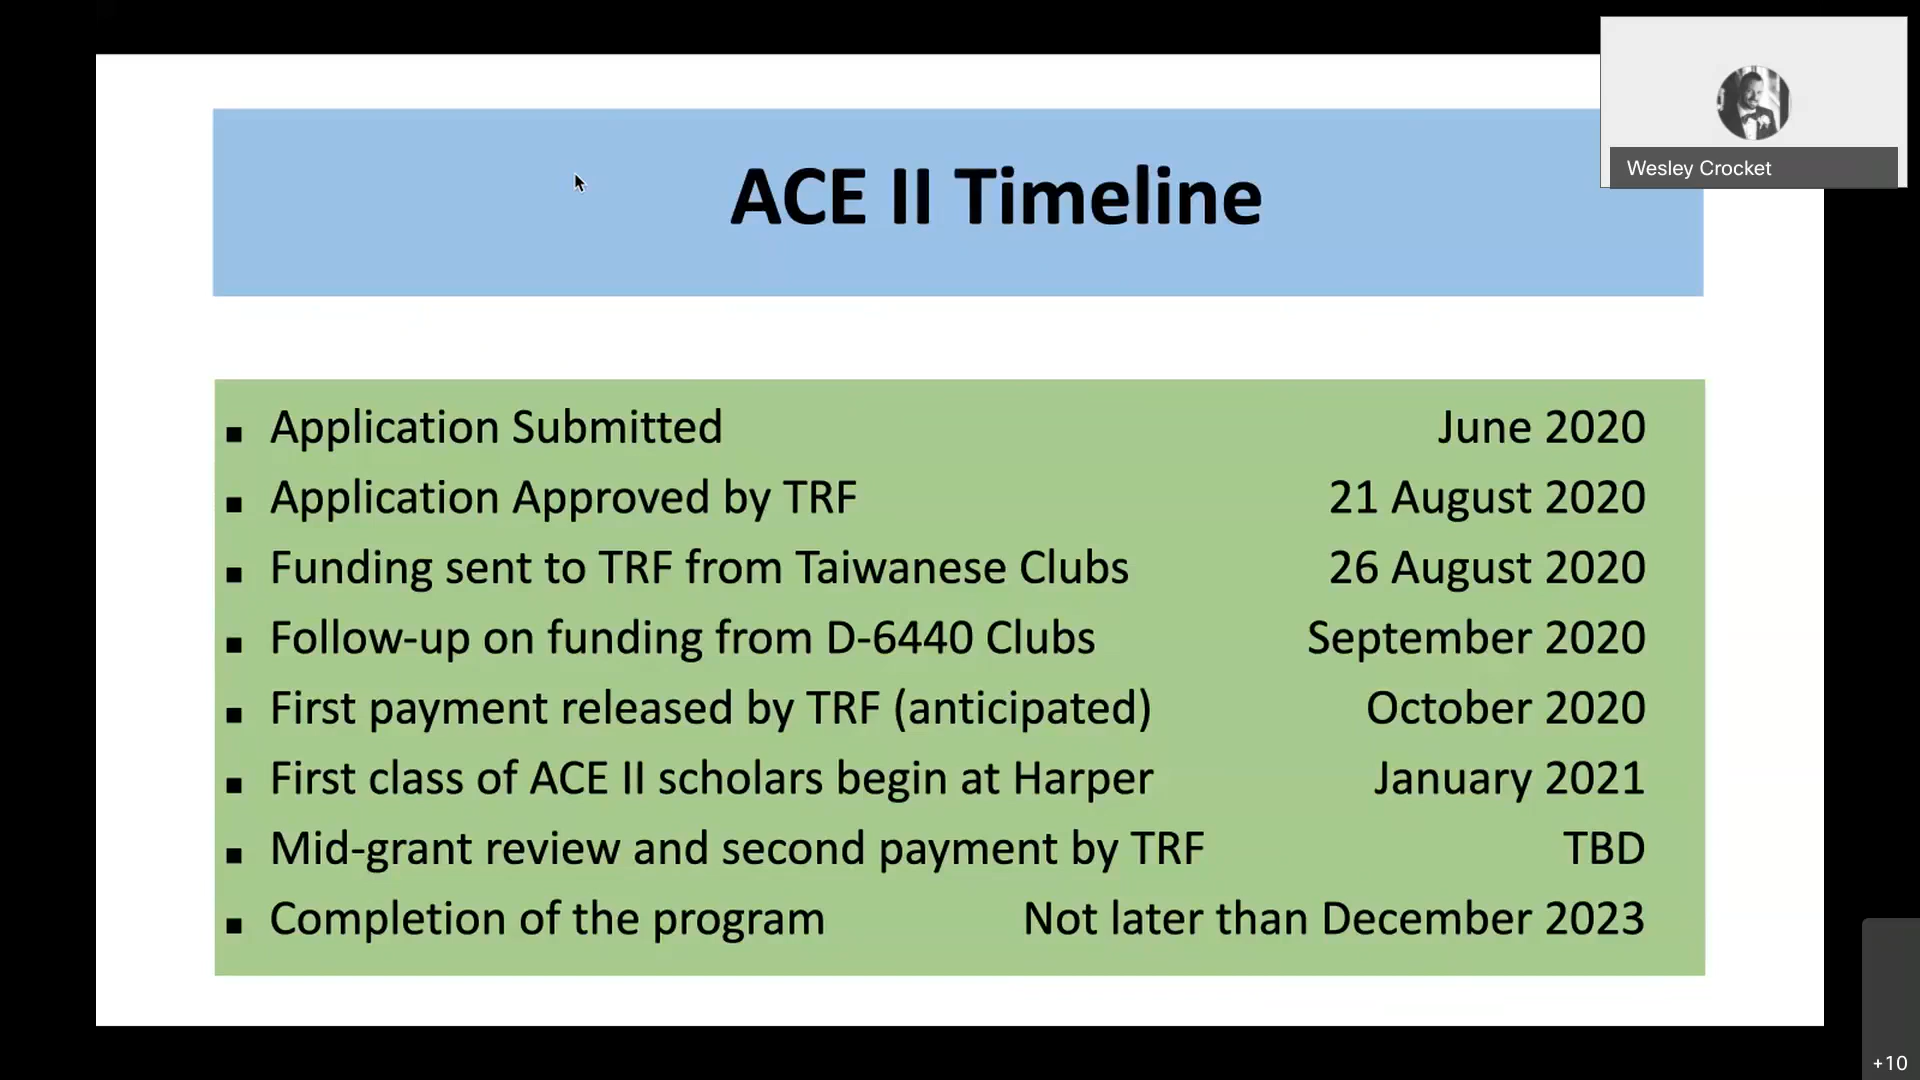 Wesley Crocket
ACE II Timeline
▪ Application Submitted June 2020
▪ Application Approved by TRF 21 August 2020
▪ Funding sent to TRF from Taiwanese Clubs 26 August 2020
▪ Follow-up on funding from D-6440 Clubs September 2020
▪ First payment released by TRF (anticipated) October 2020
▪ First class of ACE II scholars begin at Harper January 2021
▪ Mid-grant review and second payment by TRF TBD
▪ Completion of the program Not later than December 2023
+10